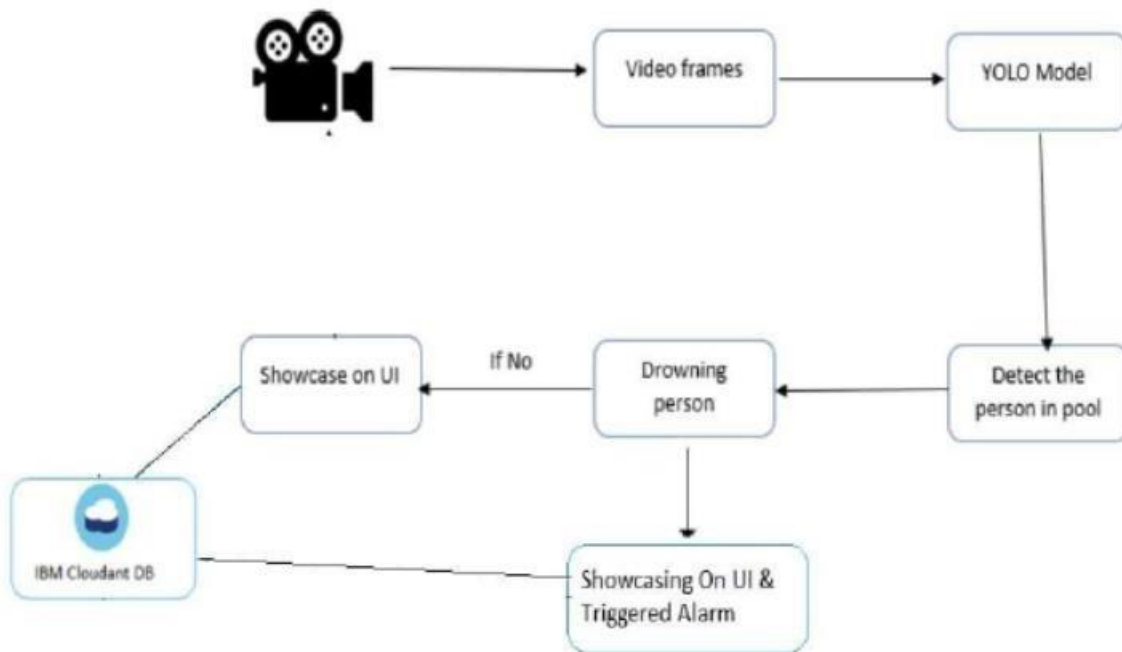 Video frames
YOLO Model
Showcase on UI
If No
Drowning
person
Detect the
person in pool
IBM Cloudant DB
Showcasing On UI &
Triggered Alarm